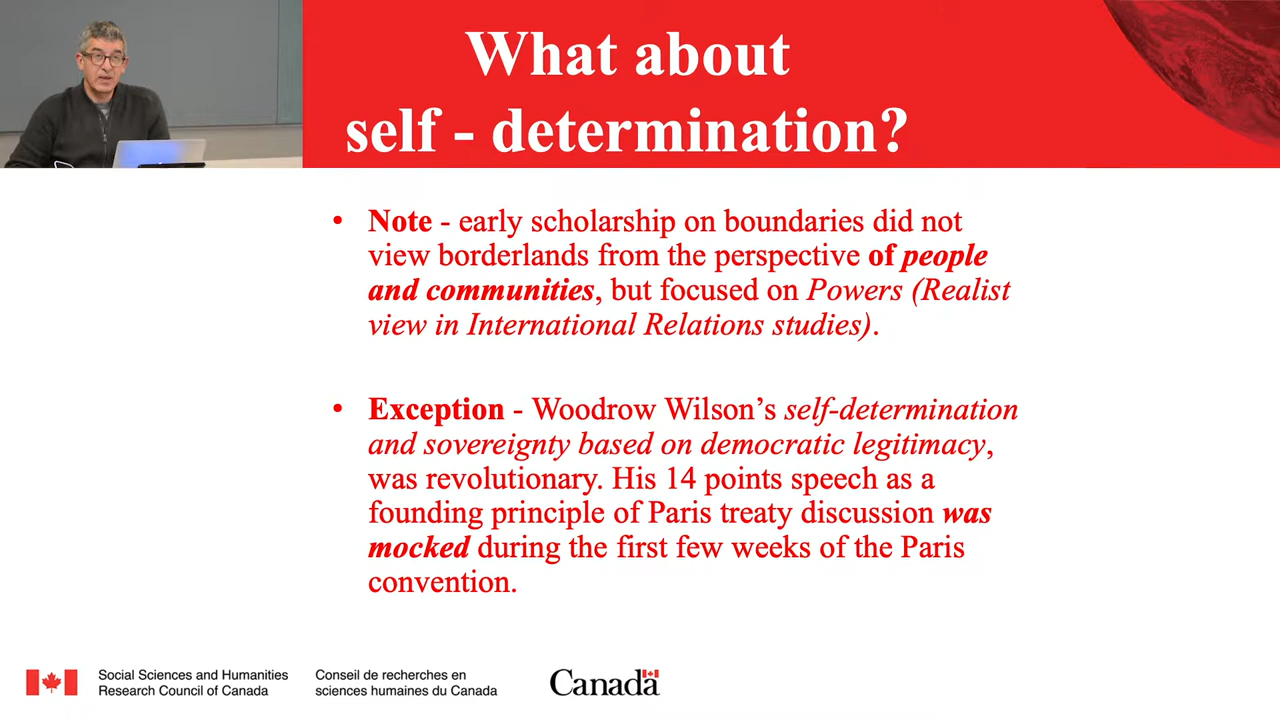 What about
self - determination?
• Note - early scholarship on boundaries did not
view borderlands from the perspective of people
and communities, but focused on Powers (Realist
view in International Relations studies).
• Exception - Woodrow Wilson’s self-determination
and sovereignty based on democratic legitimacy,
was revolutionary. His 14 points speech as a
founding principle of Paris treaty discussion was
mocked during the first few weeks of the Paris
convention.
Social Sciences and Humanities
Research Council of Canada
Conseil de recherches en
sciences humaines du Canada
Canada